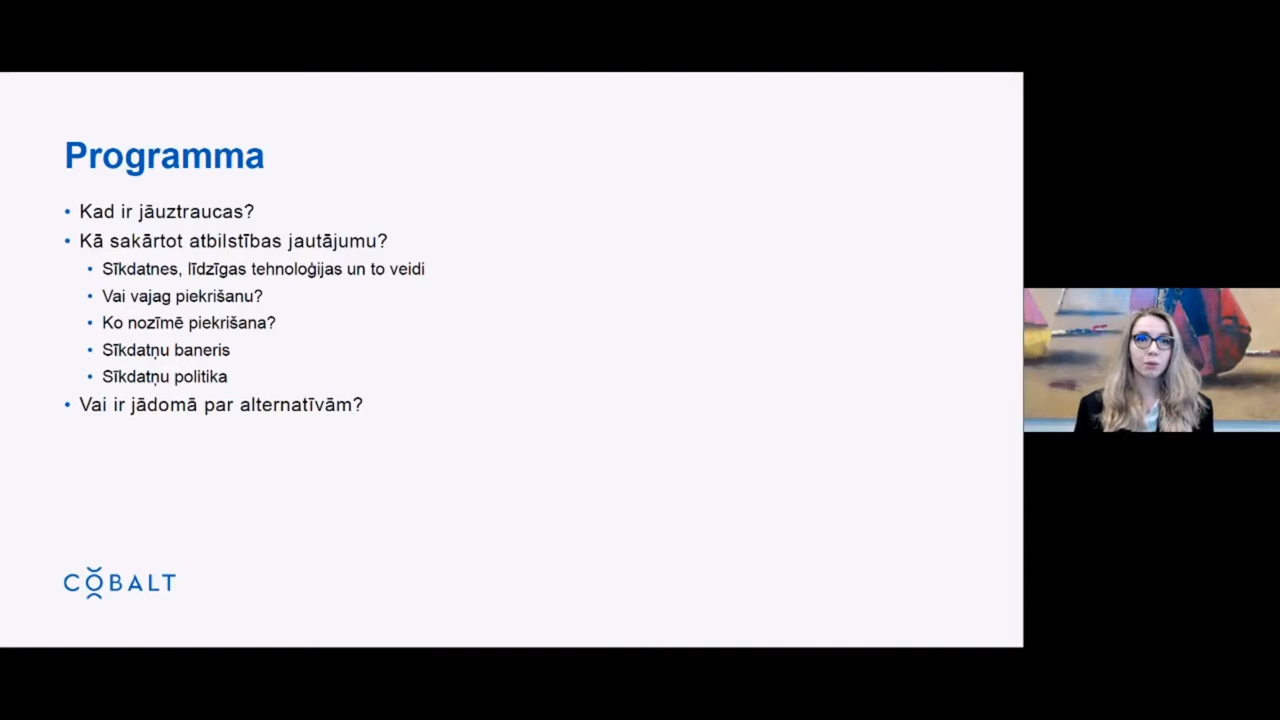 Programma
• Kad ir jāuztraucas?
• Kā sakārtot atbilstības jautājumu?
• Sīkdatnes, līdzīgas tehnoloģijas un to veidi
• Vai vajag piekrišanu?
• Ko nozīmē piekrišana?
• Sīkdatņu baneris
• Sīkdatņu politika
• Vai ir jādomā par alternatīvām?
COBALT